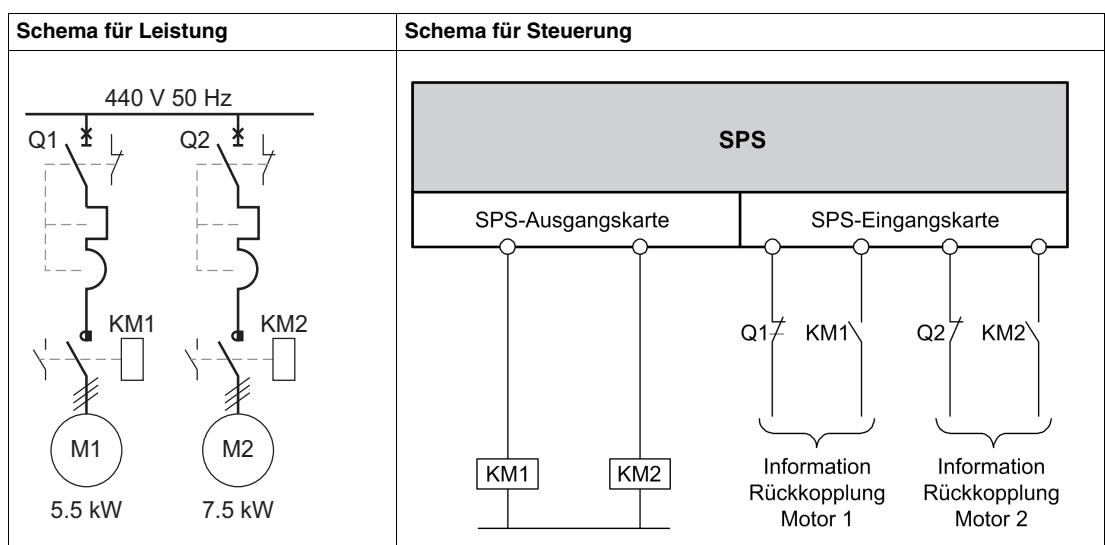 Schema für Leistung
Schema für Steuerung
440 V 50 Hz
Q1
Q2
KM1
KM2
M1
M2
5.5 kW
7.5 kW
SPS
SPS-Ausgangskarte
SPS-Eingangskarte
Q1
KM1
Q2
KM2
KM1
KM2
Information
Rückkopplung
Motor 1
Information
Rückkopplung
Motor 2